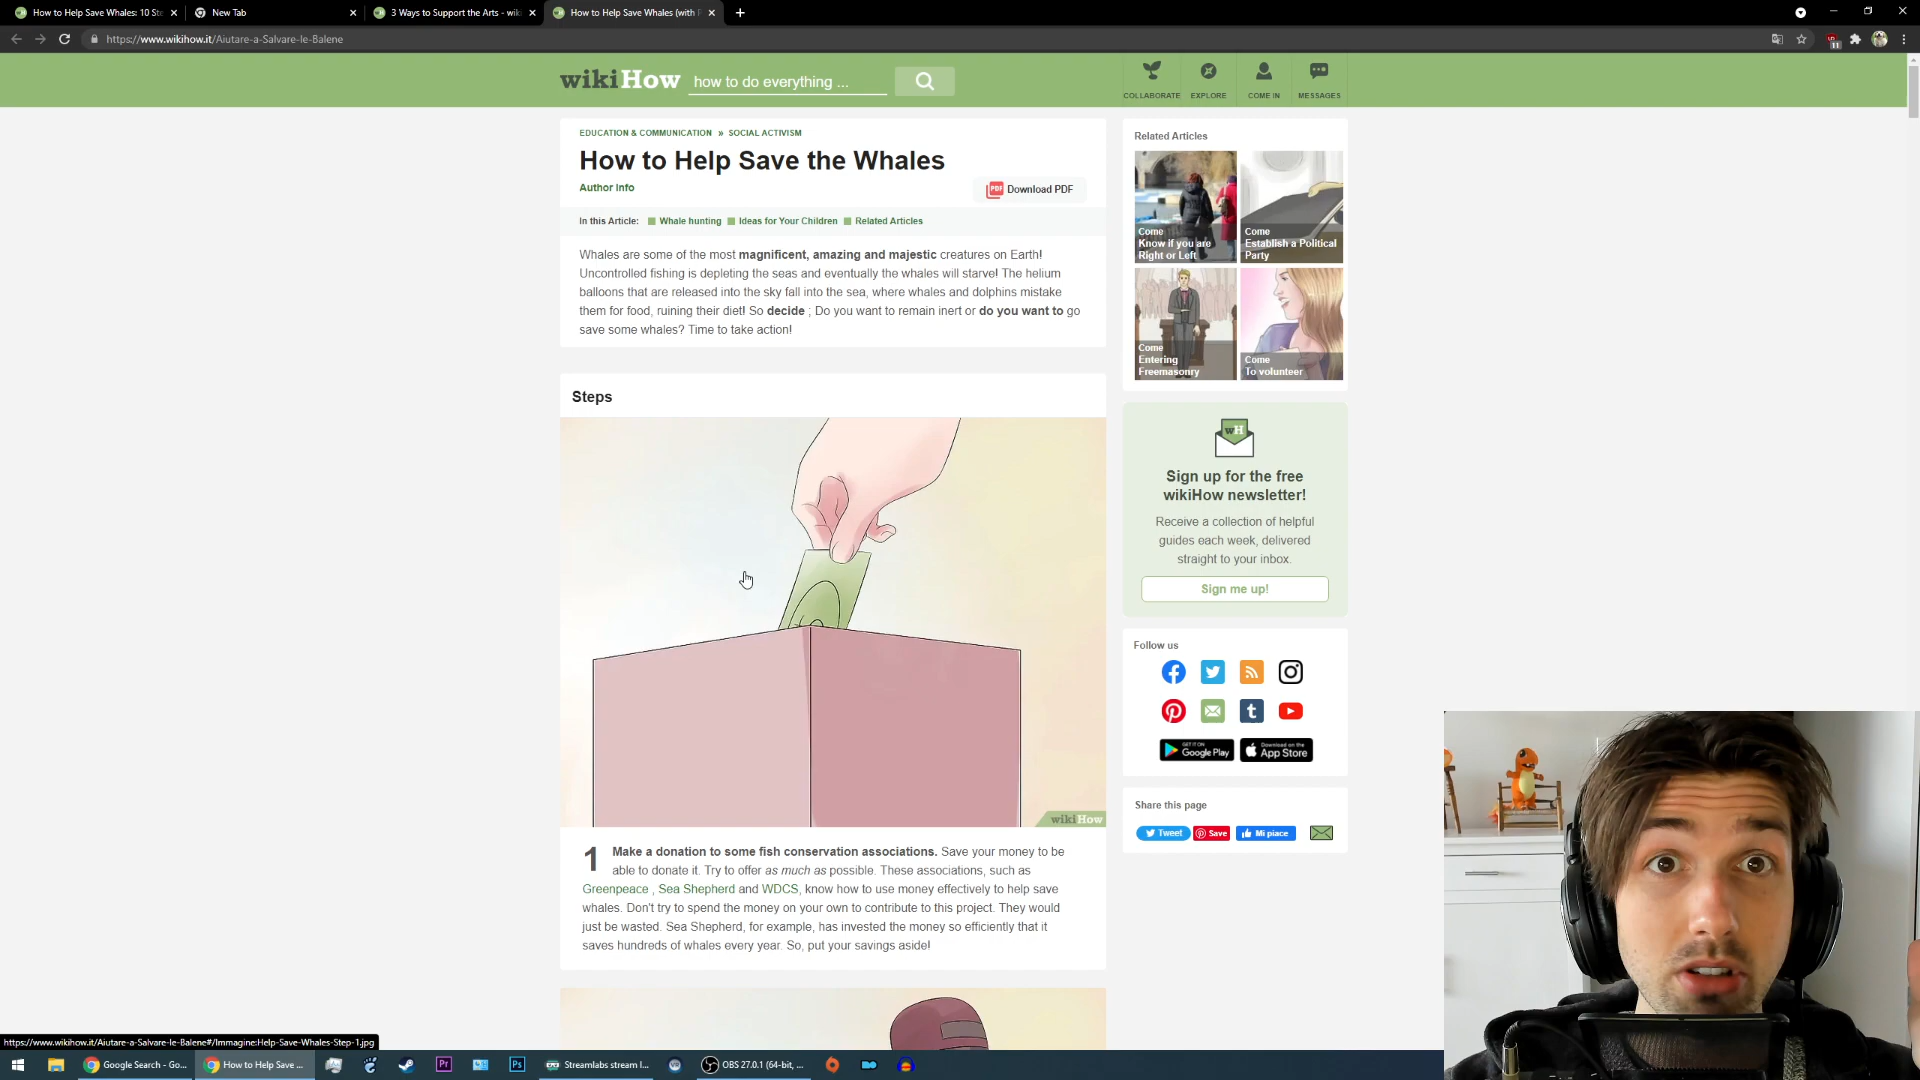 How to Help Save Whales: 10 St
New Tab
3 Ways to Support the Arts - wiki
How to Help Save Whales (with P
https://www.wikihow.it/Aiutare-a-Salvare-le-Balene
11
wikiHow
how to do everything ...
COLLABORATE
EXPLORE
COME IN
MESSAGES
EDUCATION & COMMUNICATION » SOCIAL ACTIVISM
How to Help Save the Whales
Author Info
PDF Download PDF
In this Article: Whale hunting Ideas for Your Children Related Articles
Whales are some of the most magnificent, amazing and majestic creatures on Earth!
Uncontrolled fishing is depleting the seas and eventually the whales will starve! The helium
balloons that are released into the sky fall into the sea, where whales and dolphins mistake
them for food, ruining their diet! So decide ; Do you want to remain inert or do you want to go
save some whales? Time to take action!
Steps
wikiHow
1 Make a donation to some fish conservation associations. Save your money to be
able to donate it. Try to offer as much as possible. These associations, such as
Greenpeace , Sea Shepherd and WDCS, know how to use money effectively to help save
whales. Don't try to spend the money on your own to contribute to this project. They would
just be wasted. Sea Shepherd, for example, has invested the money so efficiently that it
saves hundreds of whales every year. So, put your savings aside!
Related Articles
Come
Know if you are
Right or Left
Come
Establish a Political
Party
Come
Entering
Freemasonry
Come
To volunteer
wH
Sign up for the free
wikiHow newsletter!
Receive a collection of helpful
guides each week, delivered
straight to your inbox.
Sign me up!
Follow us
GET IT ON
Google Play
Download on the
App Store
Share this page
Tweet
Save
Mi piace
https://www.wikihow.it/Aiutare-a-Salvare-le-Balene#/Immagine:Help-Save-Whales-Step-1.jpg
Google Search - Go...
How to Help Save ...
Pr
Ps
Streamlabs stream l...
OBS 27.0.1 (64-bit, ...